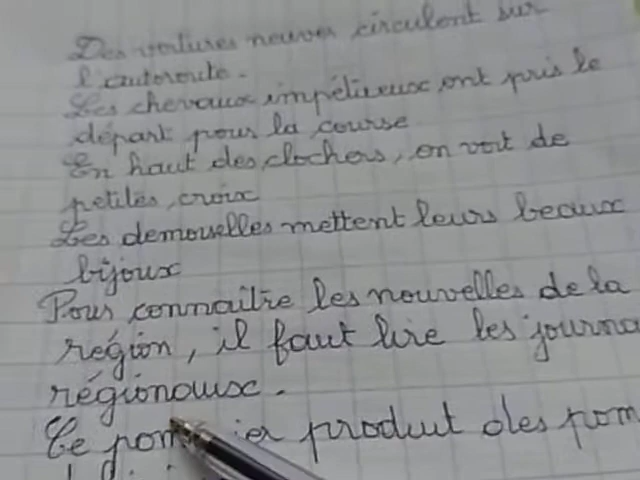 Des voitures neuves circulent sur
l'autoroute.
Les chevaux impétueux ont pris le
départ pour la course
En haut des clochers, on voit de
petites croix
Les demoiselles mettent leurs beaux
bijoux
Pour connaître les nouvelles de la
région, il faut lire les journa
régionaux.
Le produit des pom